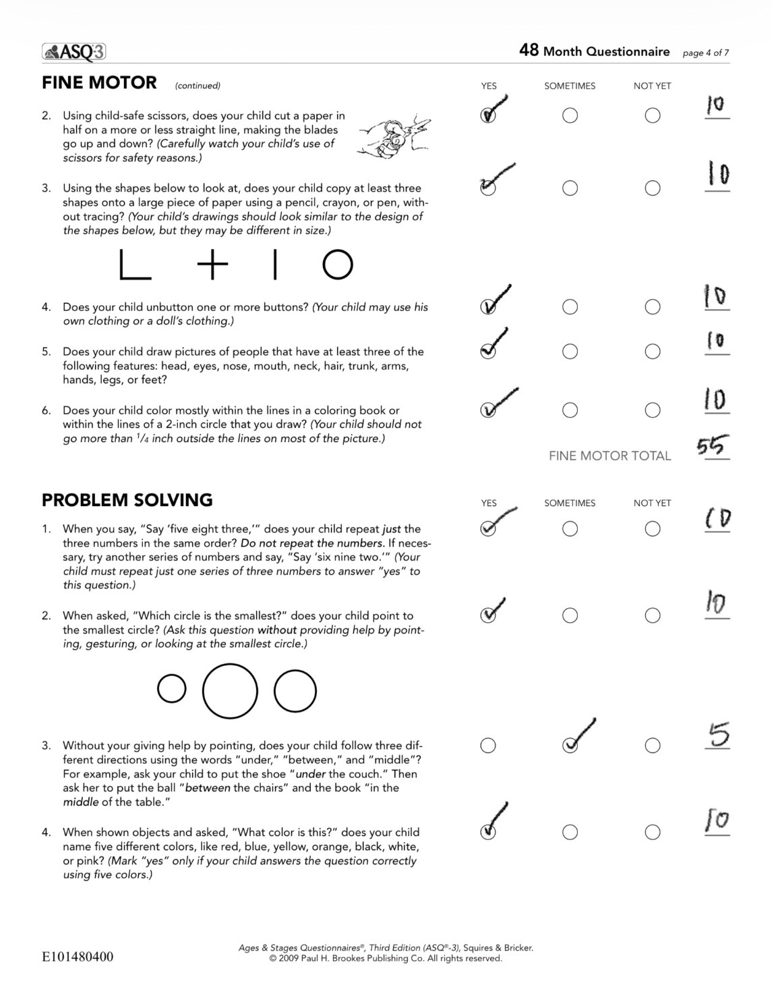 ASQ-3
48 Month Questionnaire page 4 of 7
FINE MOTOR (continued)
YES SOMETIMES NOT YET
2. Using child-safe scissors, does your child cut a paper in 10
half on a more or less straight line, making the blades
go up and down? (Carefully watch your child's use of
scissors for safety reasons.)
3. Using the shapes below to look at, does your child copy at least three 10
shapes onto a large piece of paper using a pencil, crayon, or pen, with-
out tracing? (Your child's drawings should look similar to the design of
the shapes below, but they may be different in size.)
4. Does your child unbutton one or more buttons? (Your child may use his 10
own clothing or a doll's clothing.)
5. Does your child draw pictures of people that have at least three of the 10
following features: head, eyes, nose, mouth, neck, hair, trunk, arms,
hands, legs, or feet?
6. Does your child color mostly within the lines in a coloring book or 10
within the lines of a 2-inch circle that you draw? (Your child should not
go more than 1/4 inch outside the lines on most of the picture.)
FINE MOTOR TOTAL 55
PROBLEM SOLVING
YES SOMETIMES NOT YET
1. When you say, "Say 'five eight three,'" does your child repeat just the 10
three numbers in the same order? Do not repeat the numbers. If neces-
sary, try another series of numbers and say, "Say 'six nine two.'" (Your
child must repeat just one series of three numbers to answer "yes" to
this question.)
2. When asked, "Which circle is the smallest?" does your child point to 10
the smallest circle? (Ask this question without providing help by point-
ing, gesturing, or looking at the smallest circle.)
3. Without your giving help by pointing, does your child follow three dif- 5
ferent directions using the words "under," "between," and "middle"?
For example, ask your child to put the shoe "under the couch." Then
ask her to put the ball "between the chairs" and the book "in the
middle of the table."
4. When shown objects and asked, "What color is this?" does your child 10
name five different colors, like red, blue, yellow, orange, black, white,
or pink? (Mark "yes" only if your child answers the question correctly
using five colors.)
Ages & Stages Questionnaires®, Third Edition (ASQ®-3), Squires & Bricker.
E101480400 © 2009 Paul H. Brookes Publishing Co. All rights reserved.